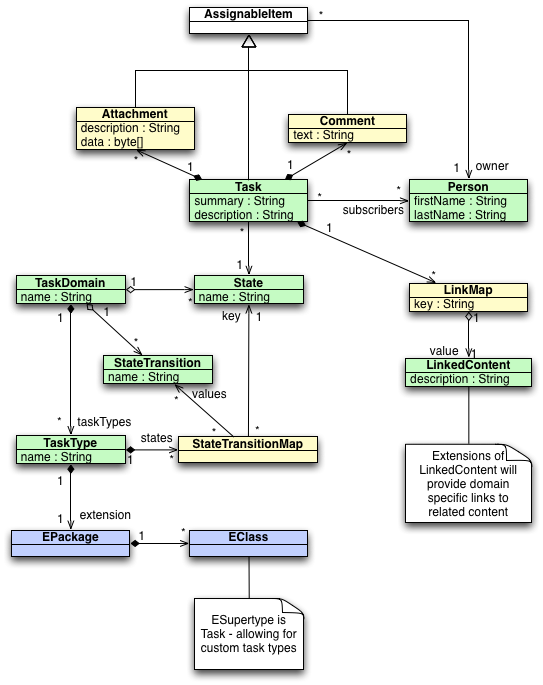 AssignableItem
*
Attachment
description : String
data : byte[]
Comment
text : String
*
1
1
*
1
owner
Task
summary : String
description : String
*
*
subscribers
Person
firstName : String
lastName : String
*
1
1
*
TaskDomain
name : String
1
*
State
name : String
LinkMap
key : String
1
1
*
key
1
1
value
1
StateTransition
name : String
LinkedContent
description : String
values
*
*
*
*
taskTypes
TaskType
name : String
states
1
*
StateTransitionMap
Extensions of
LinkedContent will
provide domain
specific links to
related content
1
1
extension
EPackage
1
*
EClass
ESupertype is
Task - allowing for
custom task types